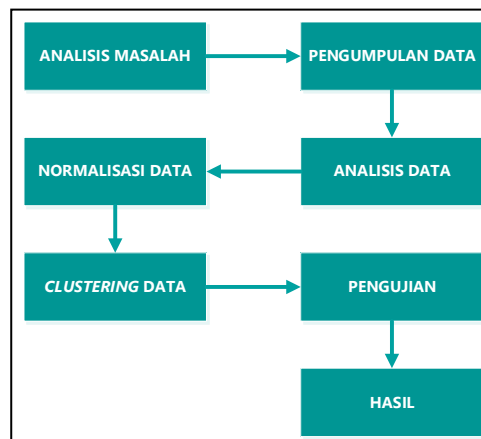 ANALISIS MASALAH
PENGUMPULAN DATA
ANALISIS DATA
NORMALISASI DATA
CLUSTERING DATA
PENGUJIAN
HASIL